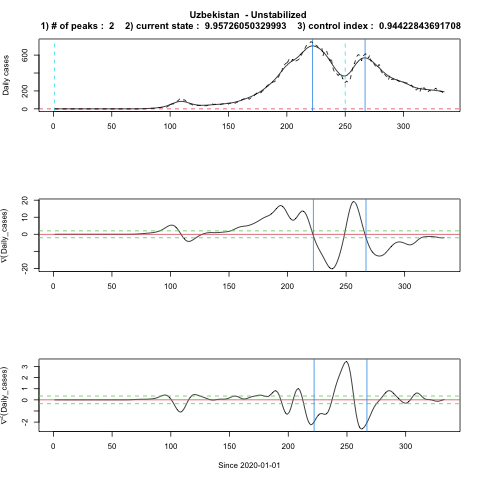 Uzbekistan - Unstabilized
1) # of peaks : 2 2) current state : 9.95726050329993 3) control index : 0.94422843691708
Daily cases
0 200 600
0 50 100 150 200 250 300
∇(Daily_cases)
-20 0 10 20
0 50 100 150 200 250 300
∇²(Daily_cases)
-2 0 1 2 3
0 50 100 150 200 250 300
Since 2020-01-01